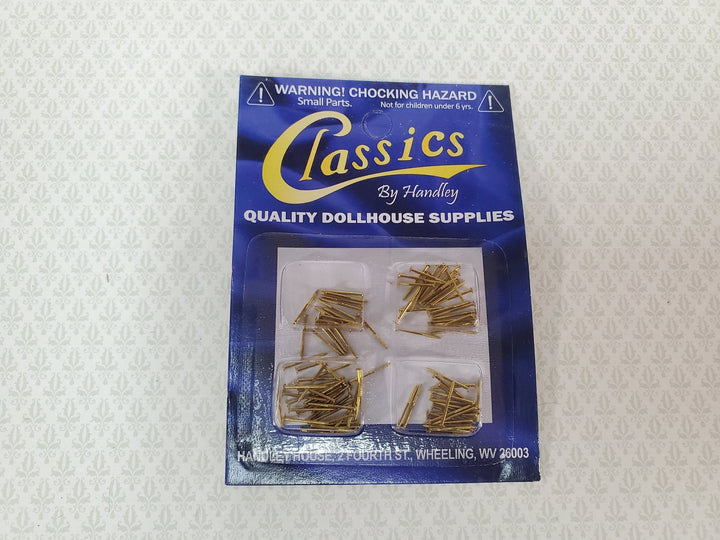 WARNING! CHOCKING HAZARD
Small Parts. Not for children under 6 yrs.
Classics
By Handley
QUALITY DOLLHOUSE SUPPLIES
HANDLEY HOUSE, 2 FOURTH ST., WHEELING, WV 26003